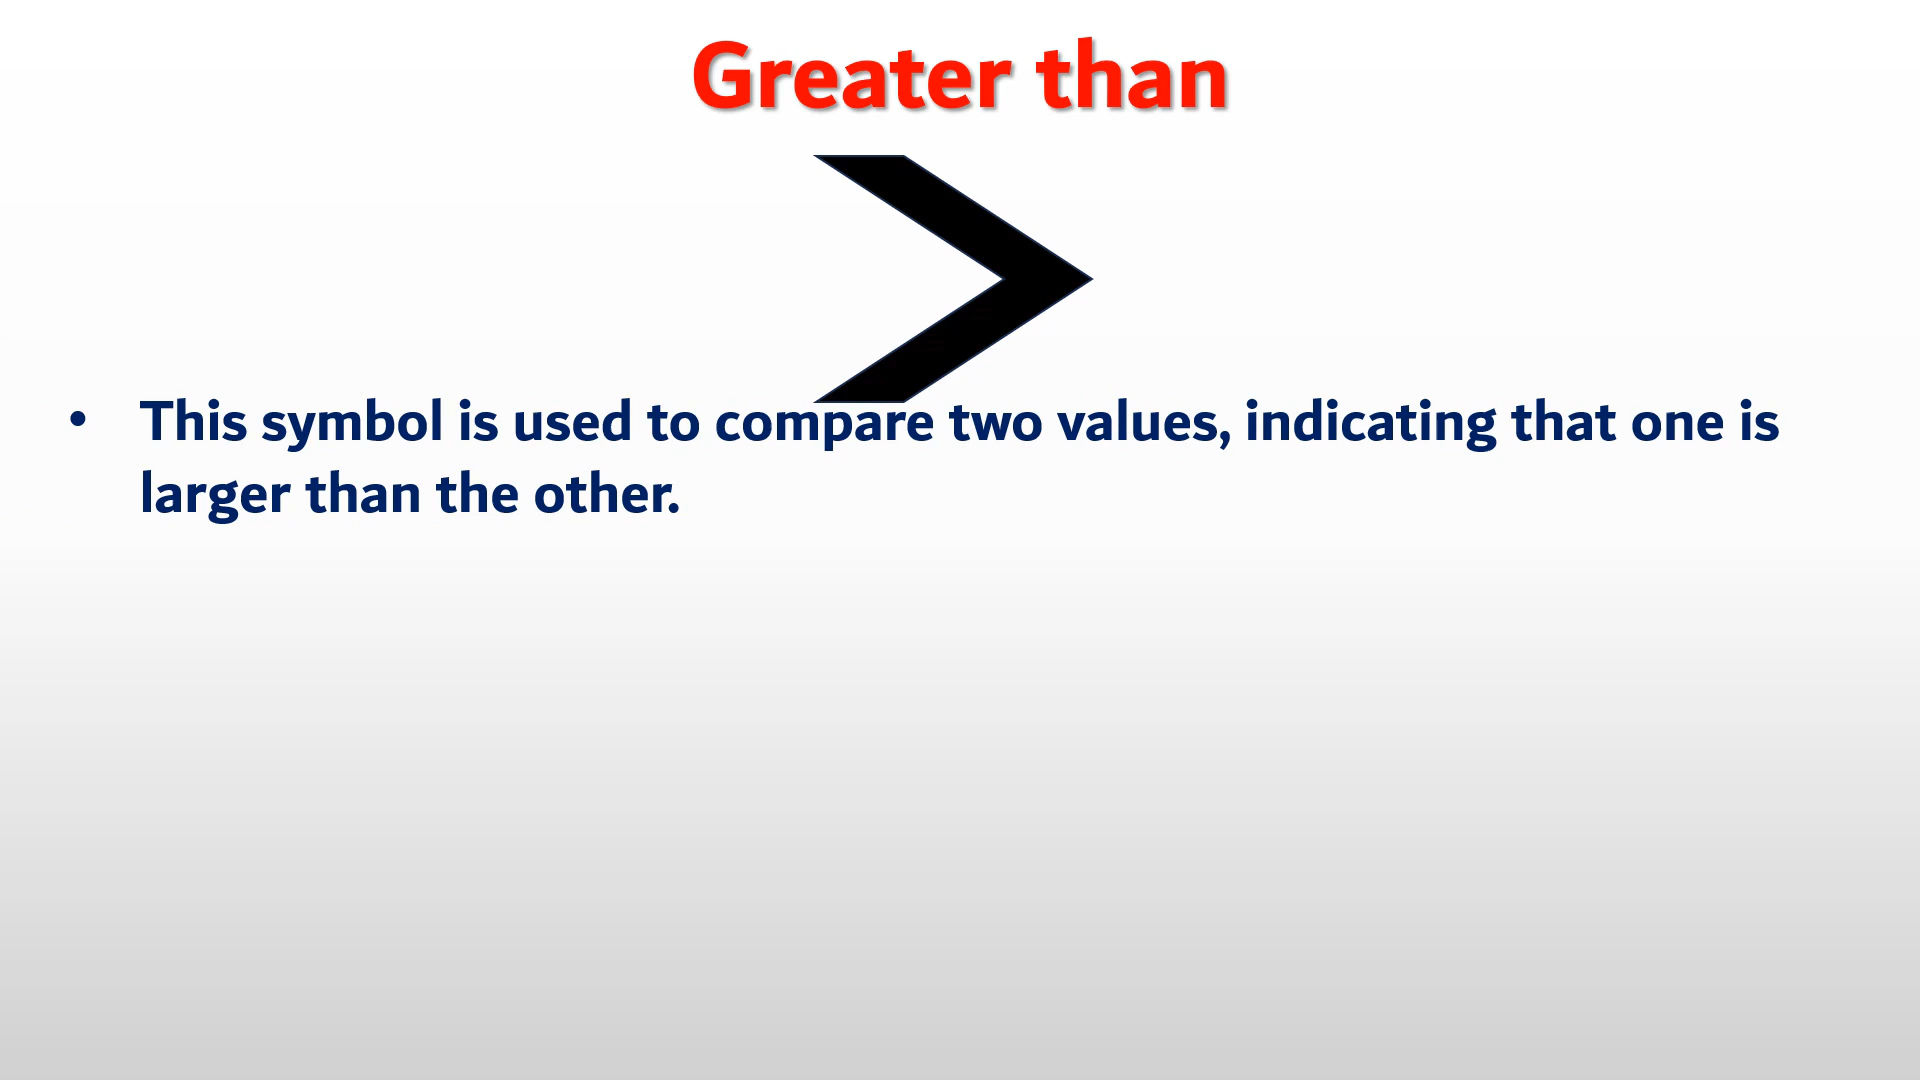 Greater than
>
• This symbol is used to compare two values, indicating that one is
larger than the other.